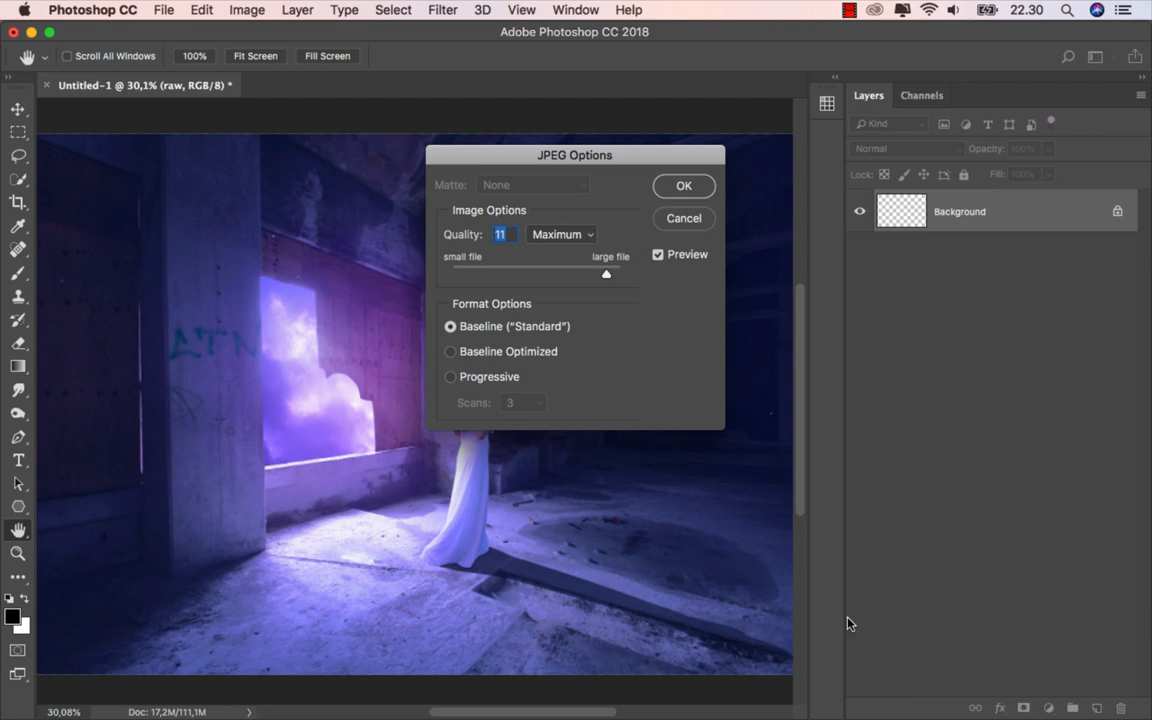 Photoshop CC File Edit Image Layer Type Select Filter 3D View Window Help 22.30
Adobe Photoshop CC 2018
Scroll All Windows 100% Fit Screen Fill Screen
× Untitled-1 @ 30,1% (raw, RGB/8) *
Layers Channels
Kind
Normal Opacity: 100%
Lock: Fill: 100%
Background
JPEG Options
Matte: None
OK
Image Options
Cancel
Quality: 11 Maximum
Preview
small file large file
Format Options
Baseline (“Standard”)
Baseline Optimized
Progressive
Scans: 3
30,08% Doc: 17,2M/111,1M
fx